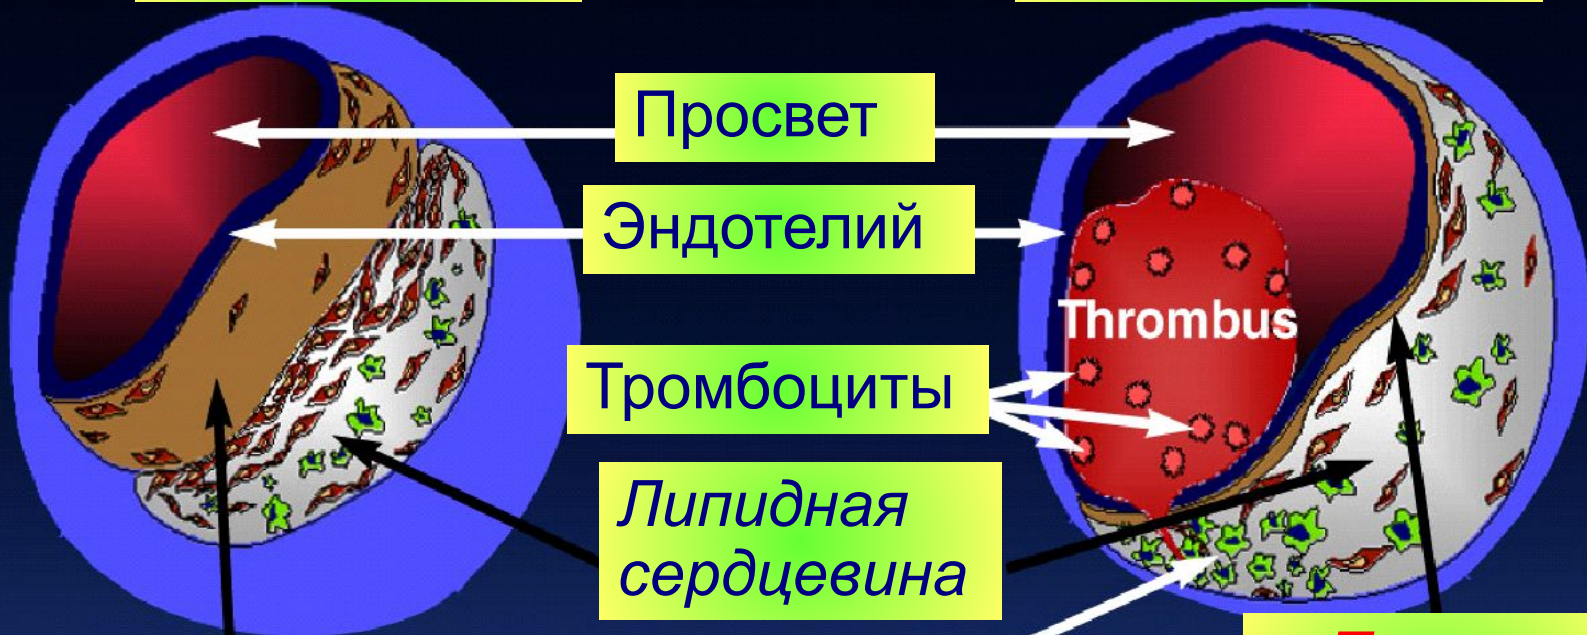 Просвет
Эндотелий
Thrombus
Тромбоциты
Липидная
сердцевина